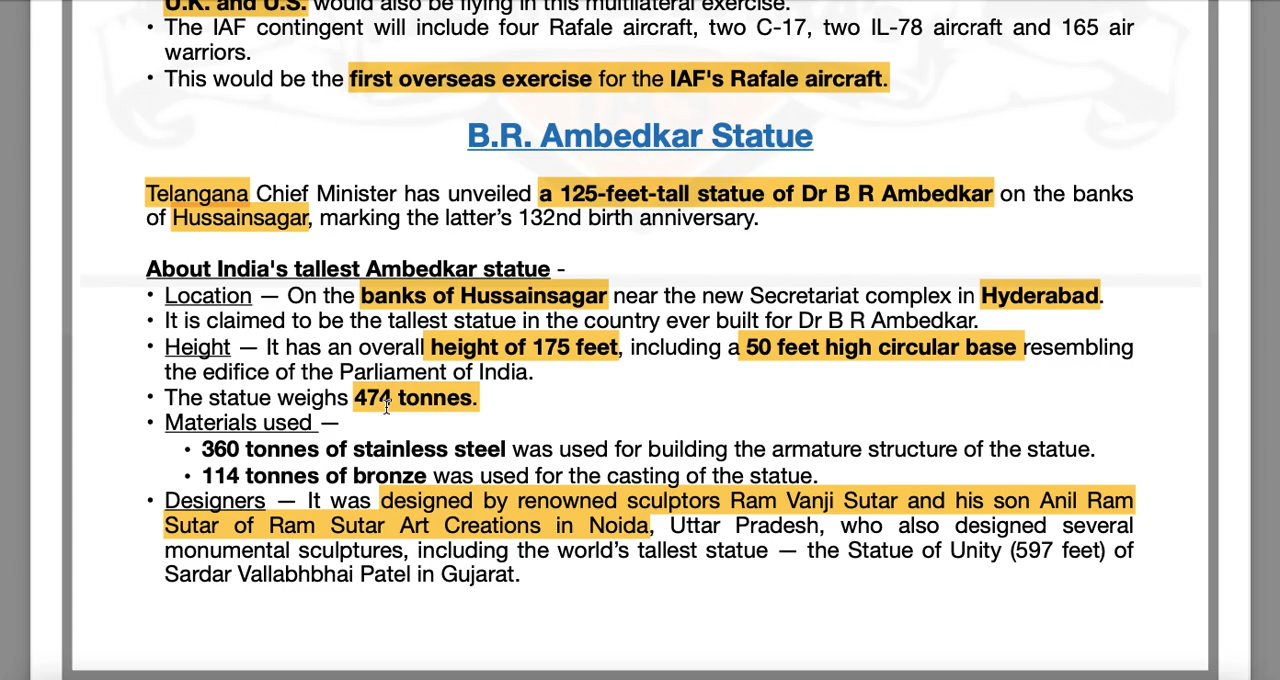 U.K. and U.S. would also be flying in this multilateral exercise.
• The IAF contingent will include four Rafale aircraft, two C-17, two IL-78 aircraft and 165 air
warriors.
• This would be the first overseas exercise for the IAF's Rafale aircraft.
B.R. Ambedkar Statue
Telangana Chief Minister has unveiled a 125-feet-tall statue of Dr B R Ambedkar on the banks
of Hussainsagar, marking the latter’s 132nd birth anniversary.
About India's tallest Ambedkar statue -
• Location — On the banks of Hussainsagar near the new Secretariat complex in Hyderabad.
• It is claimed to be the tallest statue in the country ever built for Dr B R Ambedkar.
• Height — It has an overall height of 175 feet, including a 50 feet high circular base resembling
the edifice of the Parliament of India.
• The statue weighs 474 tonnes.
• Materials used —
• 360 tonnes of stainless steel was used for building the armature structure of the statue.
• 114 tonnes of bronze was used for the casting of the statue.
• Designers — It was designed by renowned sculptors Ram Vanji Sutar and his son Anil Ram
Sutar of Ram Sutar Art Creations in Noida, Uttar Pradesh, who also designed several
monumental sculptures, including the world’s tallest statue — the Statue of Unity (597 feet) of
Sardar Vallabhbhai Patel in Gujarat.